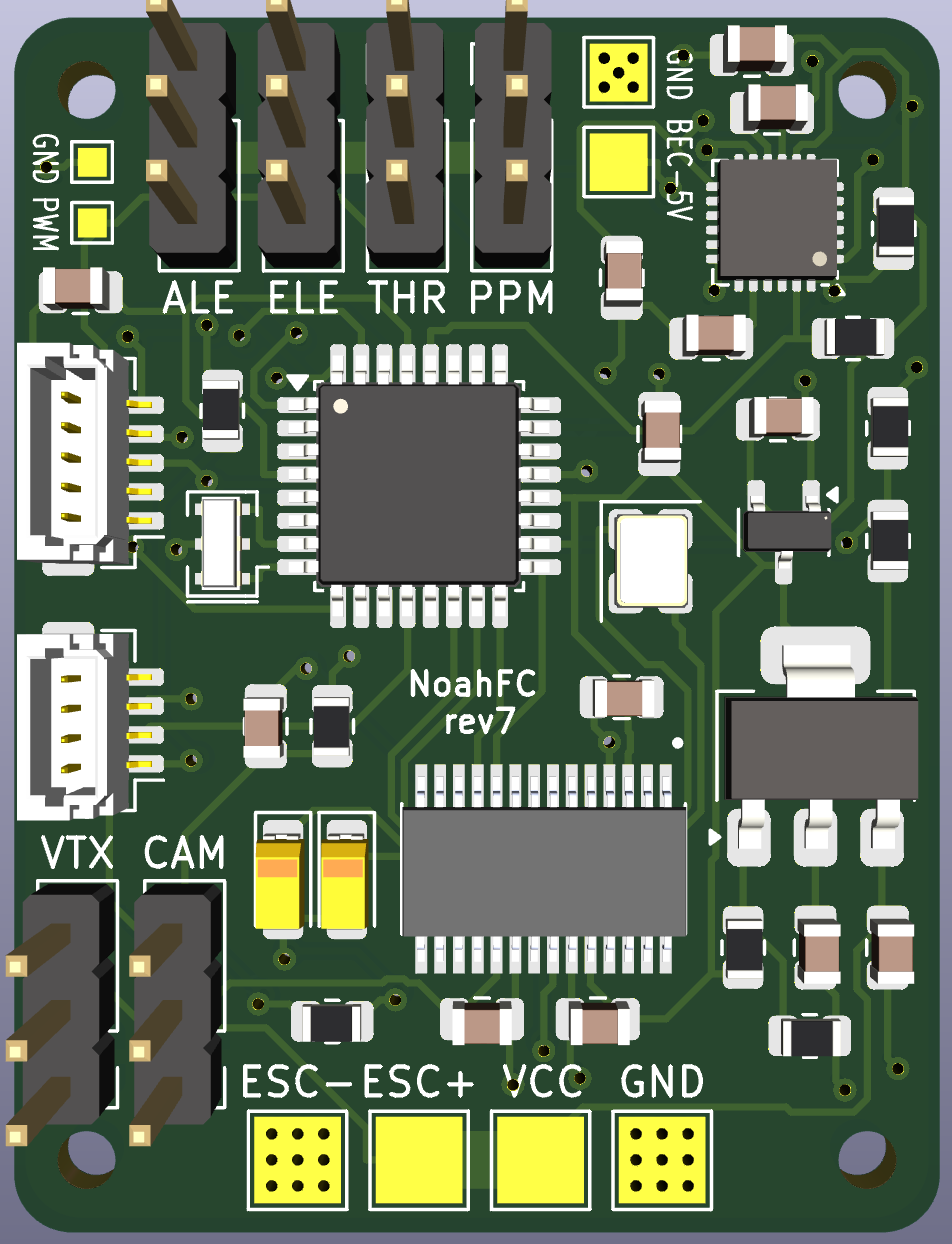 GND
BEC-5V
GND
PWM
ALE ELE THR PPM
NoahFC
rev7
VTX CAM
ESC- ESC+ VCC GND